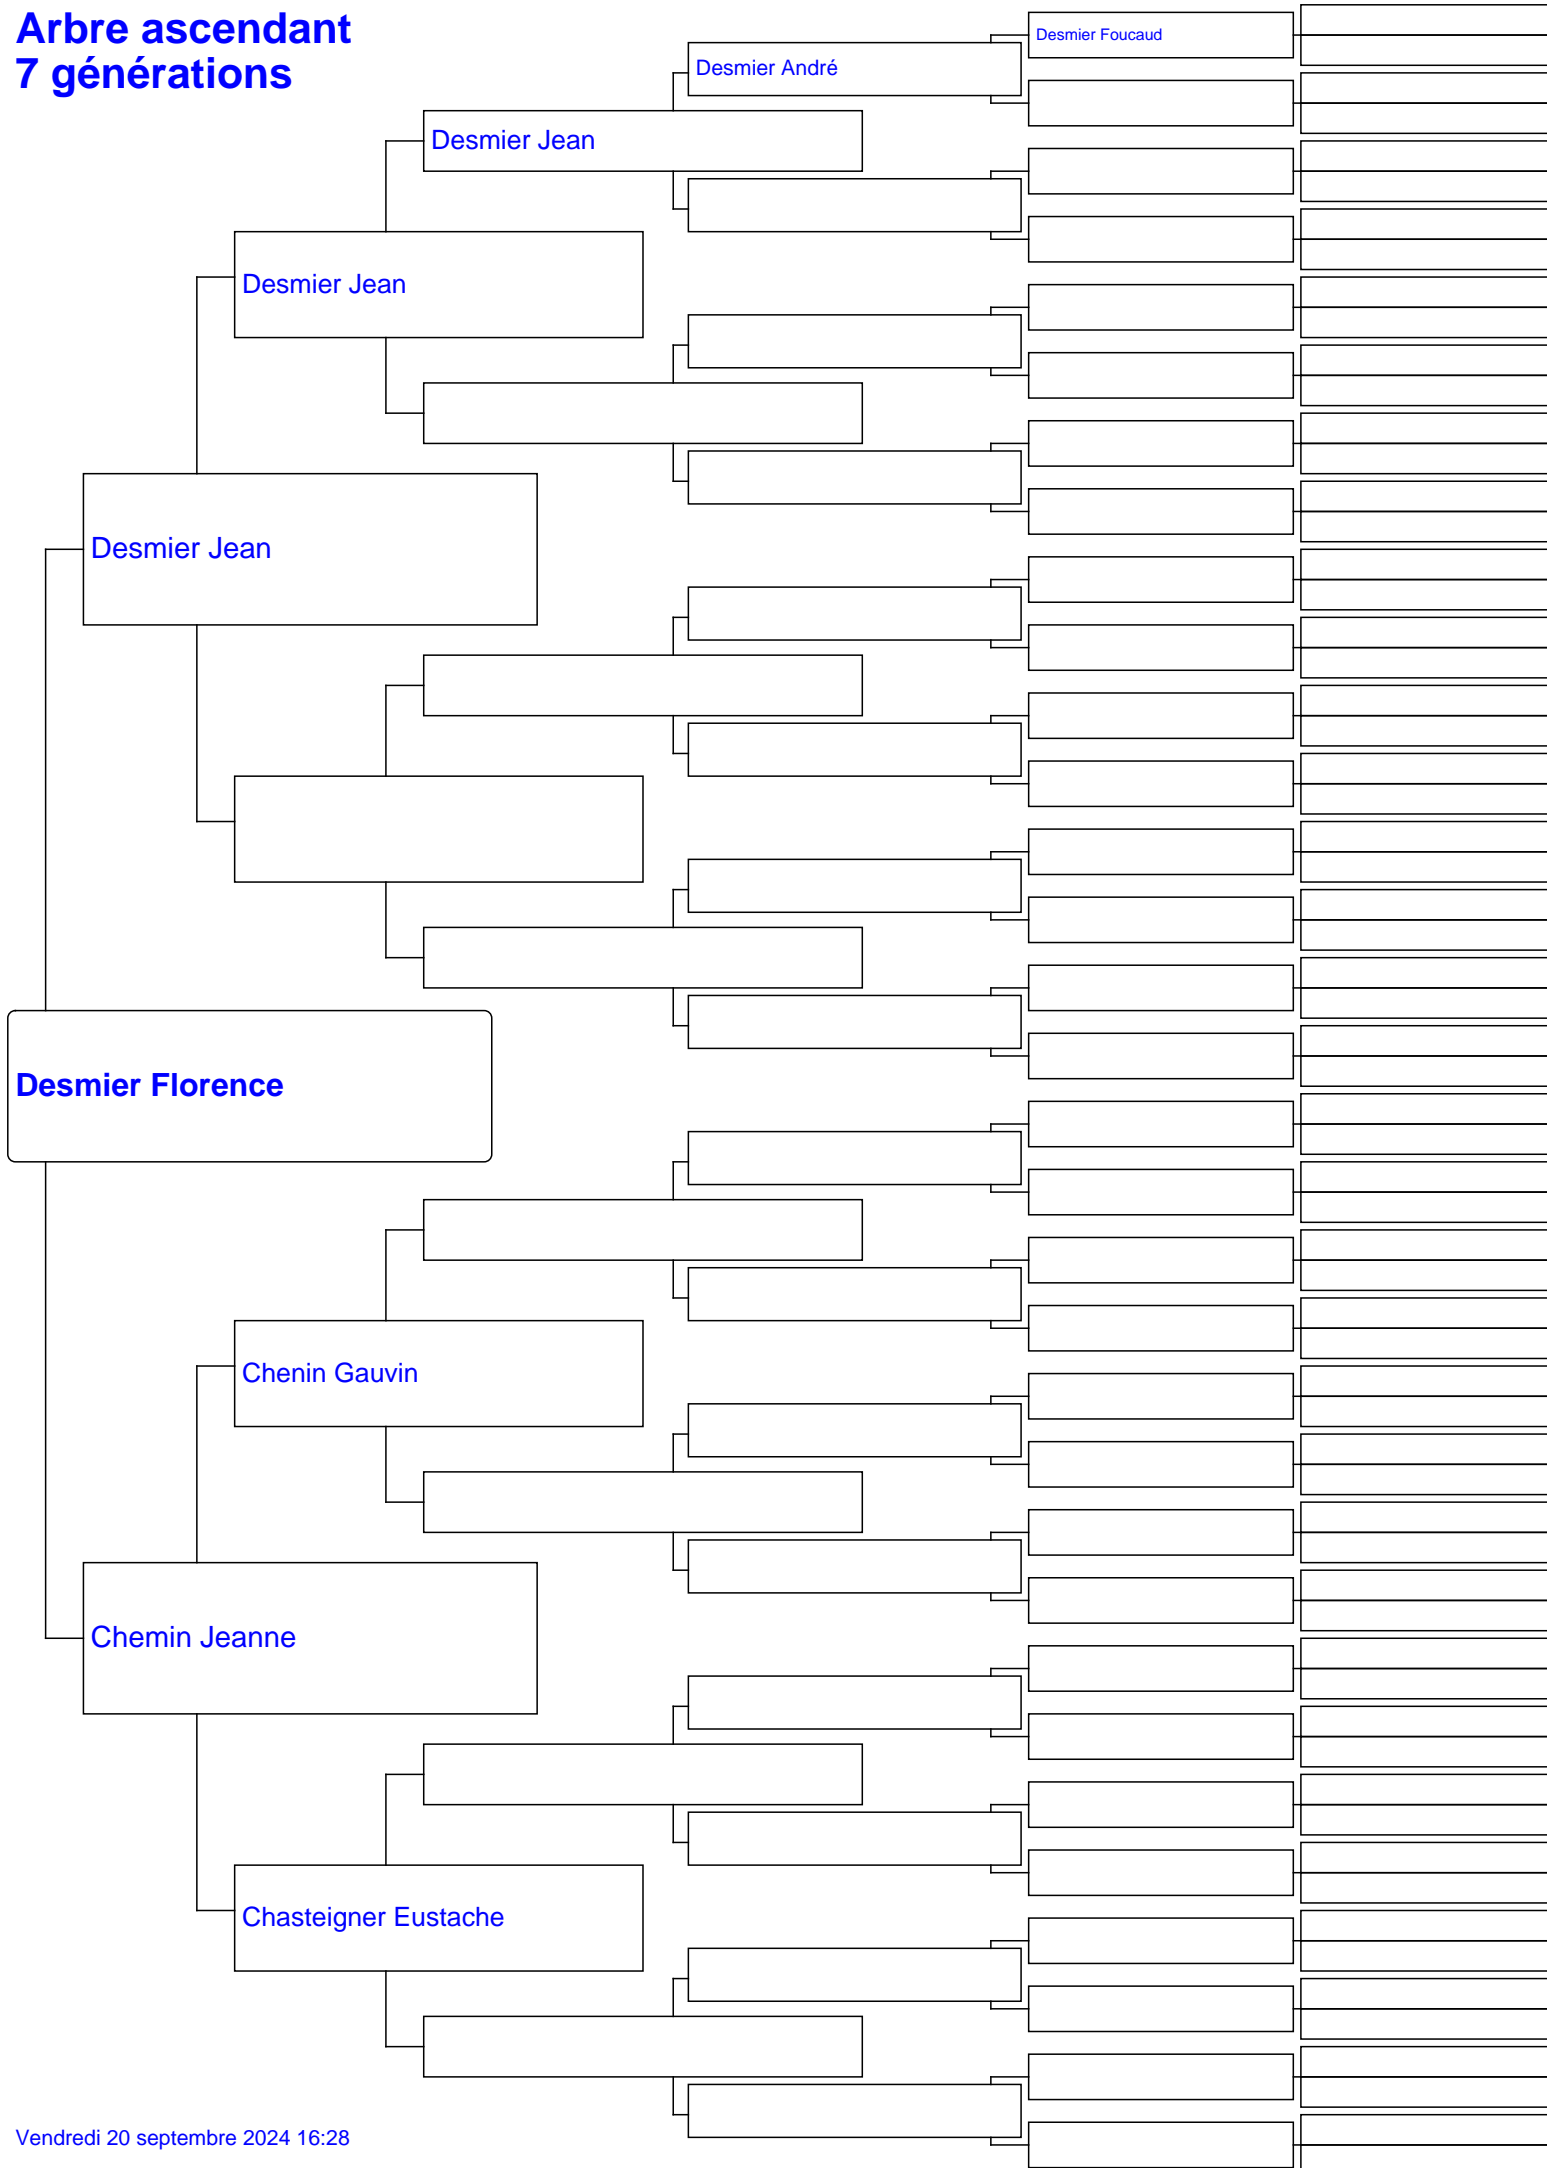 Arbre ascendant
7 générations
Desmier Foucaud
Desmier André
Desmier Jean
Desmier Jean
Desmier Jean
Desmier Florence
Chenin Gauvin
Chemin Jeanne
Chasteigner Eustache
Vendredi 20 septembre 2024 16:28